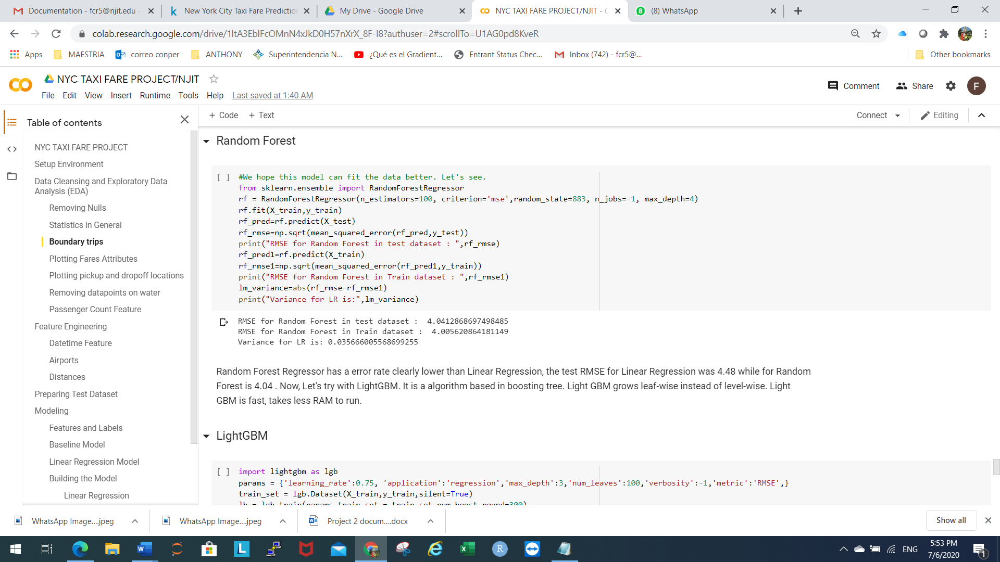 Documentation - fcr5@njit.edu -
New York City Taxi Fare Prediction
My Drive - Google Drive
NYC TAXI FARE PROJECT/NJIT - C
(8) WhatsApp
colab.research.google.com/drive/1ltA3EblFcOMnN4xJkD0H57nXrX_8F-I8?authuser=2#scrollTo=U1AG0pd8KveR
Apps
MAESTRIA
correo conper
ANTHONY
Superintendencia N...
¿Qué es el Gradient...
Entrant Status Chec...
Inbox (742) - fcr5@...
Other bookmarks
NYC TAXI FARE PROJECT/NJIT
File Edit View Insert Runtime Tools Help Last saved at 1:40 AM
Comment
Share
F
Table of contents
NYC TAXI FARE PROJECT
Setup Environment
Data Cleansing and Exploratory Data
Analysis (EDA)
Removing Nulls
Statistics in General
Boundary trips
Plotting Fares Attributes
Plotting pickup and dropoff locations
Removing datapoints on water
Passenger Count Feature
Feature Engineering
Datetime Feature
Airports
Distances
Preparing Test Dataset
Modeling
Features and Labels
Baseline Model
Linear Regression Model
Building the Model
Linear Regression
+ Code + Text
Connect
Editing
Random Forest
[ ] #We hope this model can fit the data better. Let's see.
from sklearn.ensemble import RandomForestRegressor
rf = RandomForestRegressor(n_estimators=100, criterion='mse',random_state=883, n_jobs=-1, max_depth=4)
rf.fit(X_train,y_train)
rf_pred=rf.predict(X_test)
rf_rmse=np.sqrt(mean_squared_error(rf_pred,y_test))
print("RMSE for Random Forest in test dataset : ",rf_rmse)
rf_pred1=rf.predict(X_train)
rf_rmse1=np.sqrt(mean_squared_error(rf_pred1,y_train))
print("RMSE for Random Forest in Train dataset : ",rf_rmse1)
lm_variance=abs(rf_rmse-rf_rmse1)
print("Variance for LR is:",lm_variance)
RMSE for Random Forest in test dataset :  4.0412868697498485
RMSE for Random Forest in Train dataset :  4.005620864181149
Variance for LR is: 0.035666005568699255
Random Forest Regressor has a error rate clearly lower than Linear Regression, the test RMSE for Linear Regression was 4.48 while for Random
Forest is 4.04 . Now, Let's try with LightGBM. It is a algorithm based in boosting tree. Light GBM grows leaf-wise instead of level-wise. Light
GBM is fast, takes less RAM to run.
LightGBM
[ ] import lightgbm as lgb
params = {'learning_rate':0.75, 'application':'regression','max_depth':3,'num_leaves':100,'verbosity':-1,'metric':'RMSE',}
train_set = lgb.Dataset(X_train,y_train,silent=True)
lb = lgb.train(params,train_set = train_set,num_boost_round=300)
WhatsApp Image....jpeg
WhatsApp Image....jpeg
Project 2 docum....docx
Show all
ENG
5:53 PM
7/6/2020
1